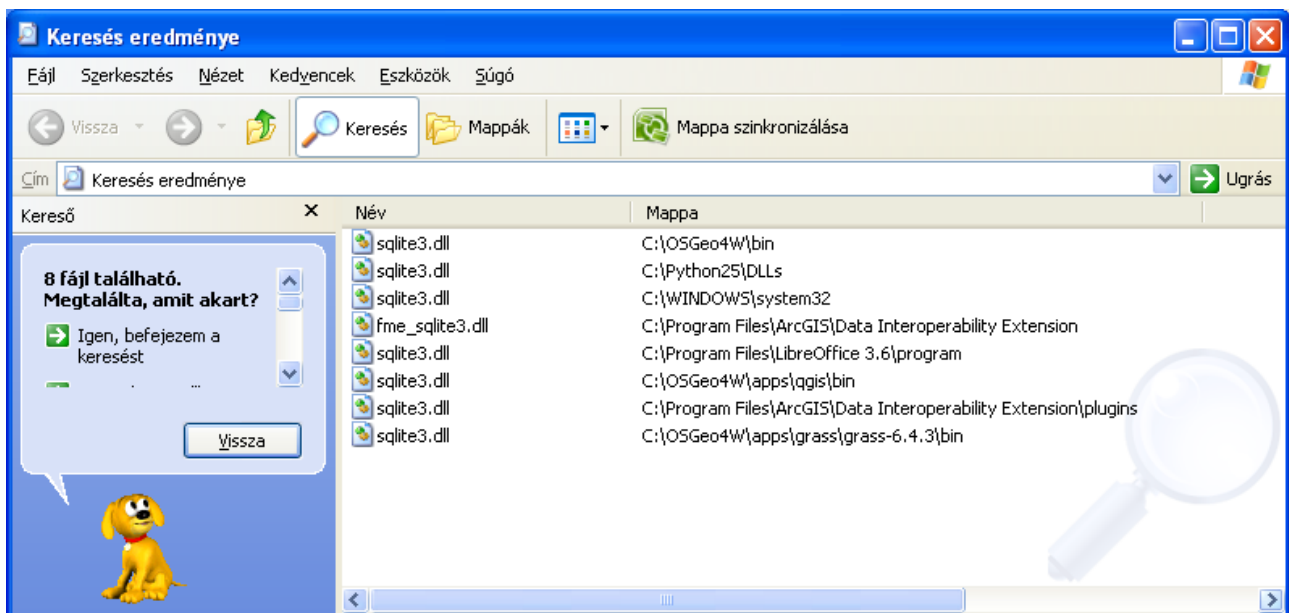 Keresés eredménye
Fájl Szerkesztés Nézet Kedvencek Eszközök Súgó
Vissza Keresés Mappák Mappa szinkronizálása
Cím Keresés eredménye Ugrás
Kereső
Név Mappa
8 fájl található.
Megtalálta, amit akart?
Igen, befejezem a
keresést
Vissza
sqlite3.dll C:\OSGeo4W\bin
sqlite3.dll C:\Python25\DLLs
sqlite3.dll C:\WINDOWS\system32
fme_sqlite3.dll C:\Program Files\ArcGIS\Data Interoperability Extension
sqlite3.dll C:\Program Files\LibreOffice 3.6\program
sqlite3.dll C:\OSGeo4W\apps\qgis\bin
sqlite3.dll C:\Program Files\ArcGIS\Data Interoperability Extension\plugins
sqlite3.dll C:\OSGeo4W\apps\grass\grass-6.4.3\bin